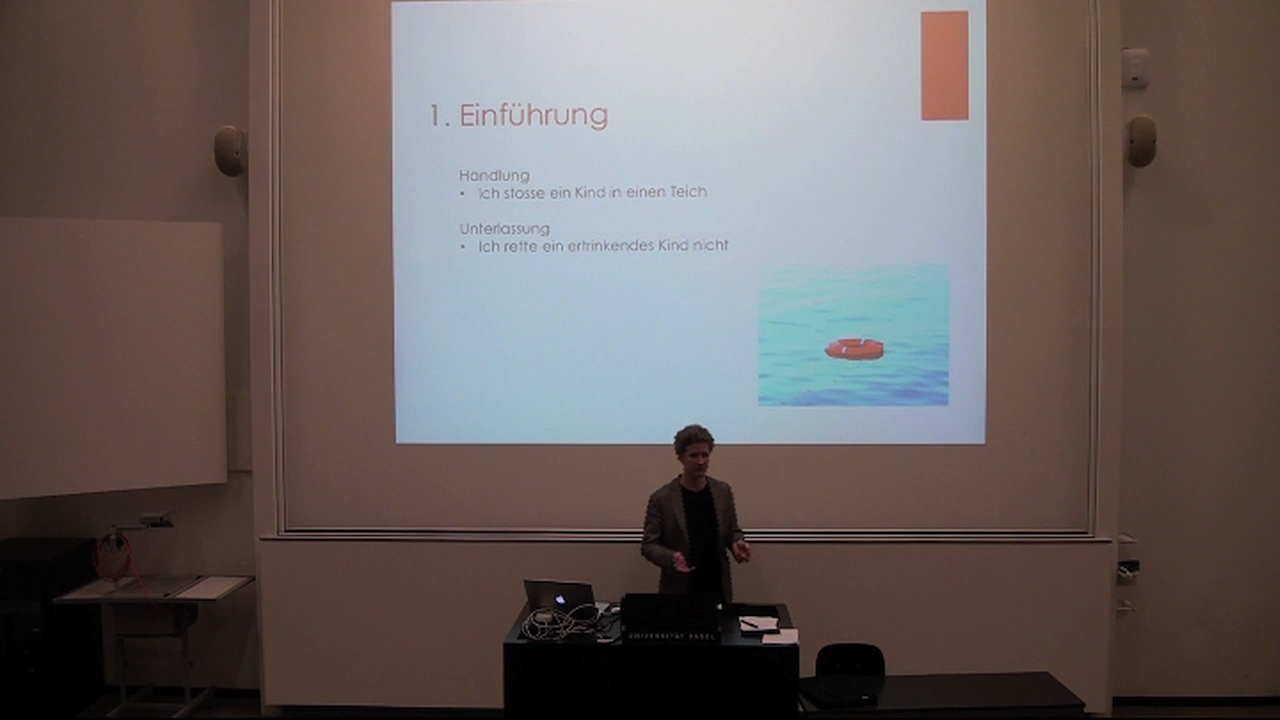 1. Einführung
Handlung
• Ich stosse ein Kind in einen Teich
Unterlassung
• Ich rette ein ertrinkendes Kind nicht
UNIVERSITÄT BASEL